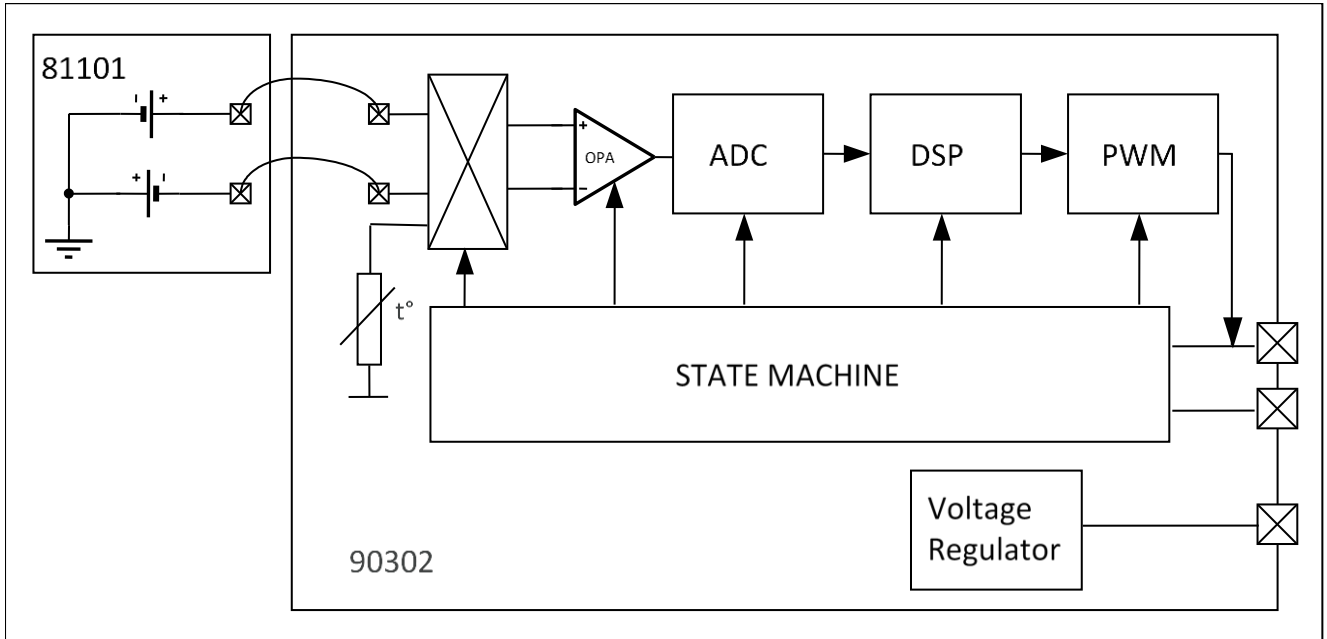 81101
- +
+ -
+
OPA
-
ADC
DSP
PWM
t°
STATE MACHINE
Voltage
Regulator
90302